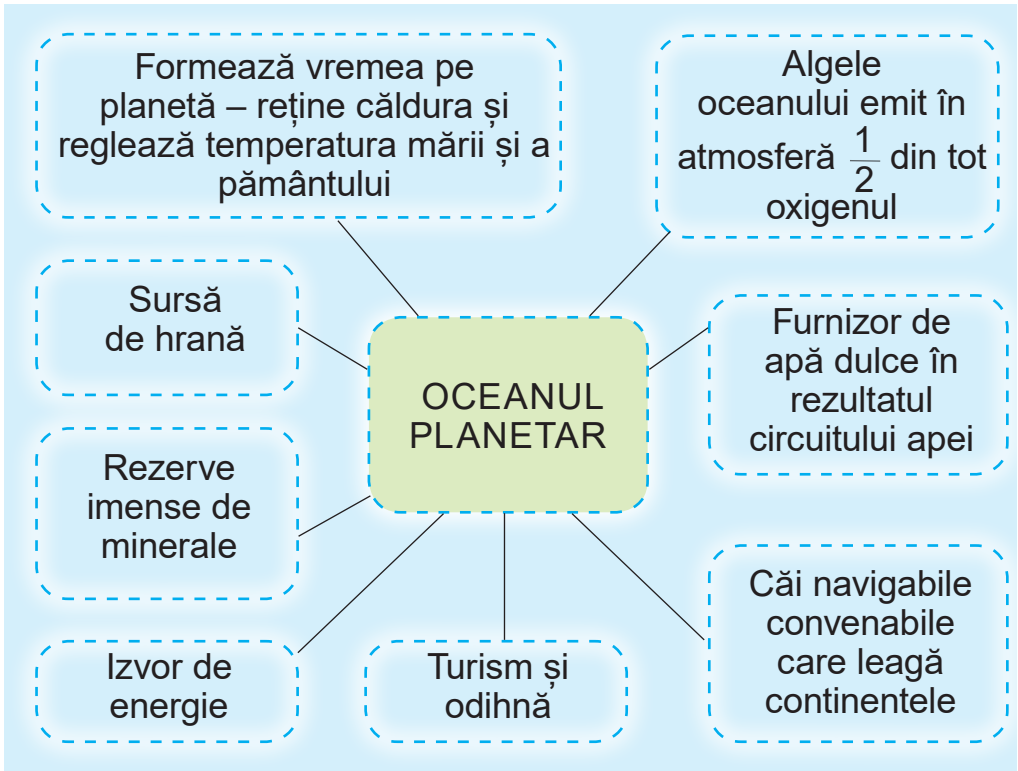 Formează vremea pe
planetă – reține căldura și
reglează temperatura mării și a
pământului
Algele
oceanului emit în
atmosferă 1/2 din tot
oxigenul
Sursă
de hrană
OCEANUL
PLANETAR
Furnizor de
apă dulce în
rezultatul
circuitului apei
Rezerve
imense de
minerale
Izvor de
energie
Turism și
odihnă
Căi navigabile
convenabile
care leagă
continentele